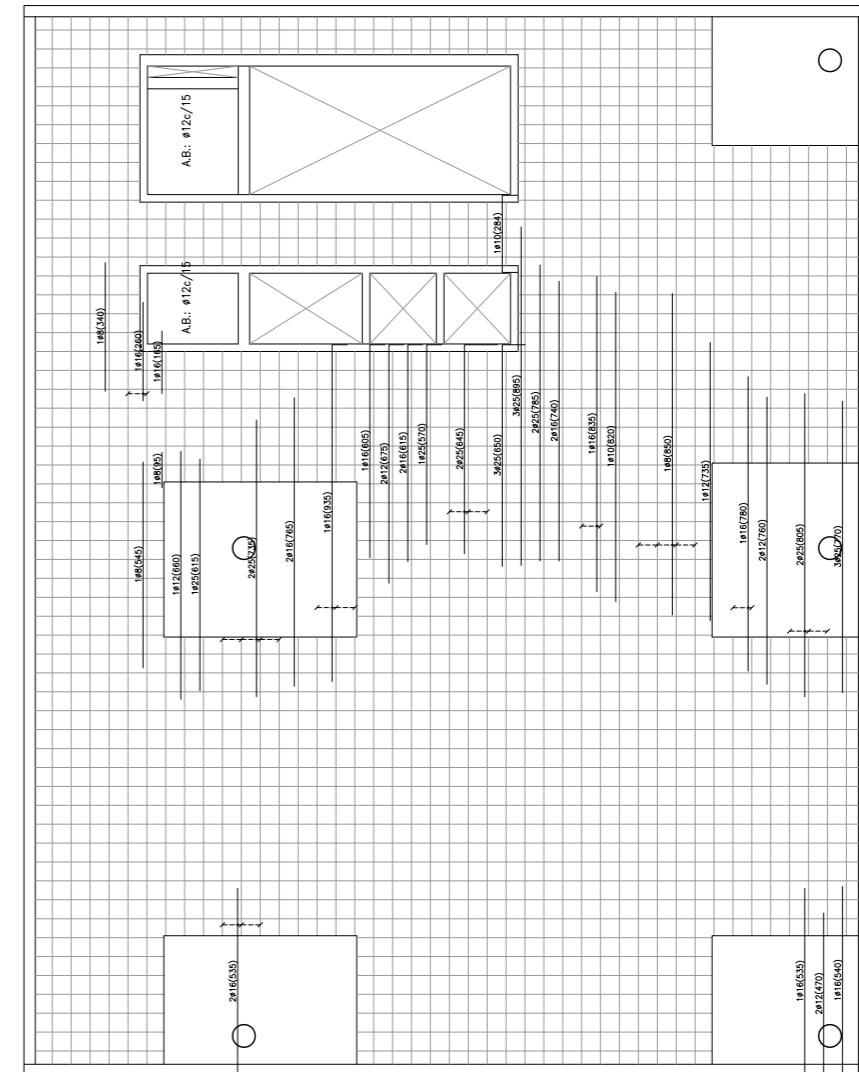 A.B.: ø12c/15
1ø10(284)
A.B.: ø12c/15
1ø8(340)
1ø16(260)
1ø16(165)
3ø25(895)
2ø25(785)
2ø16(740)
1ø16(835)
1ø10(820)
1ø8(850)
1ø12(735)
1ø16(605)
2ø12(675)
2ø16(615)
1ø25(570)
2ø25(645)
3ø25(650)
1ø8(95)
1ø16(935)
1ø16(780)
2ø12(760)
2ø25(805)
3ø25(770)
1ø8(545)
1ø12(660)
1ø25(615)
2ø25(735)
2ø16(765)
2ø16(535)
1ø16(535)
2ø12(470)
1ø16(540)